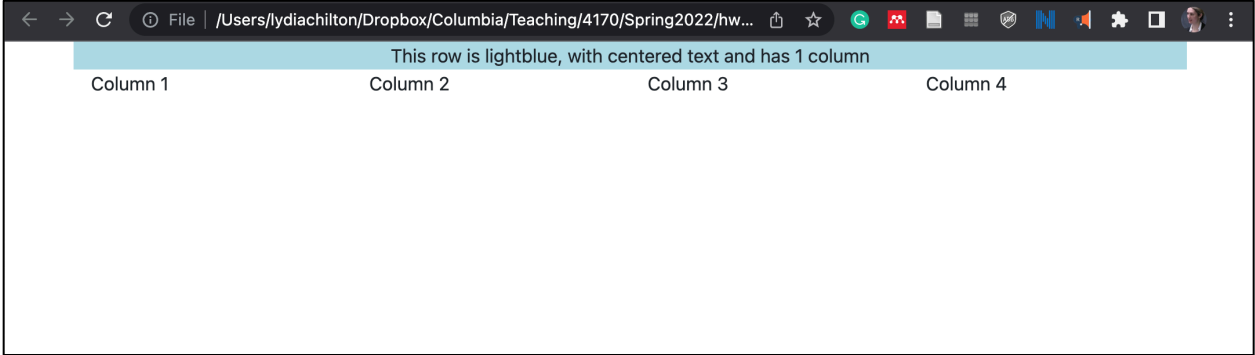 File /Users/lydiachilton/Dropbox/Columbia/Teaching/4170/Spring2022/hw...
This row is lightblue, with centered text and has 1 column
Column 1 Column 2 Column 3 Column 4